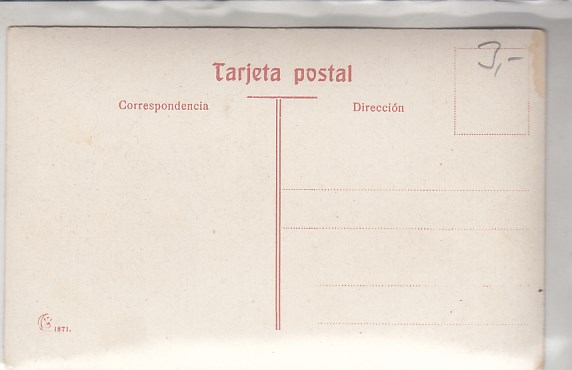 3,-
Tarjeta postal
Correspondencia
Dirección
1871.